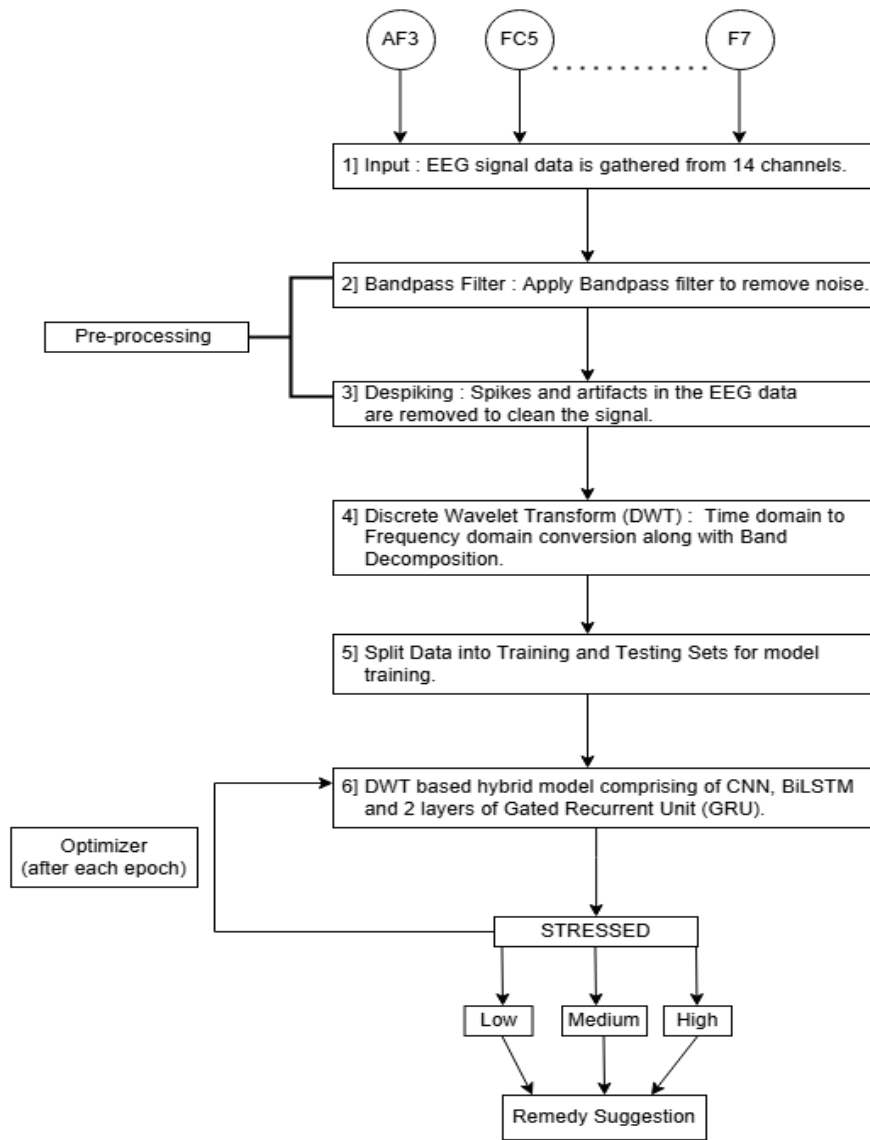 AF3
FC5
F7
1] Input : EEG signal data is gathered from 14 channels.
2] Bandpass Filter : Apply Bandpass filter to remove noise.
Pre-processing
3] Despiking : Spikes and artifacts in the EEG data
are removed to clean the signal.
4] Discrete Wavelet Transform (DWT) : Time domain to
Frequency domain conversion along with Band
Decomposition.
5] Split Data into Training and Testing Sets for model
training.
6] DWT based hybrid model comprising of CNN, BiLSTM
and 2 layers of Gated Recurrent Unit (GRU).
Optimizer
(after each epoch)
STRESSED
Low
Medium
High
Remedy Suggestion